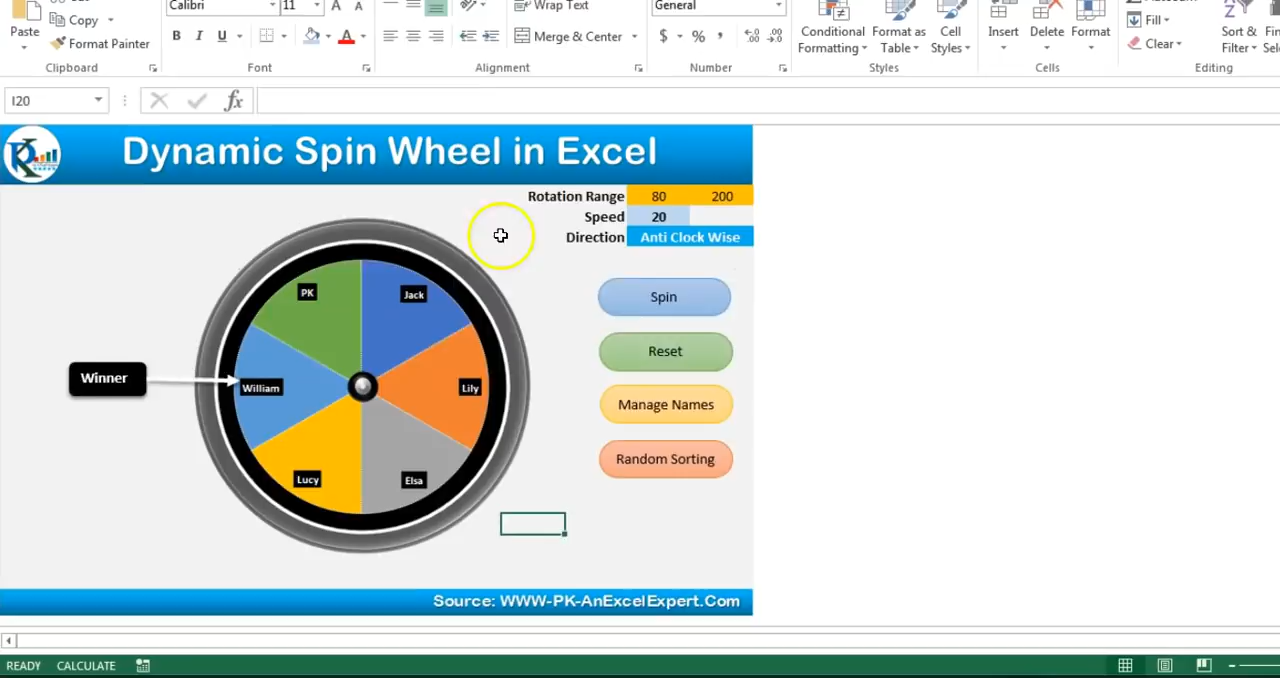 Calibri 11 A A Wrap Text General
Paste Copy Format Painter
B I U A Merge & Center $ % , Conditional Formatting Format as Table Cell Styles Insert Delete Format Fill Clear Sort & Filter
Clipboard Font Alignment Number Styles Cells Editing
I20 fx
Dynamic Spin Wheel in Excel
Rotation Range 80 200
Speed 20
Direction Anti Clock Wise
PK Jack
Spin
Reset
Winner
William Lily
Manage Names
Random Sorting
Lucy Elsa
Source: WWW-PK-AnExcelExpert.Com
READY CALCULATE